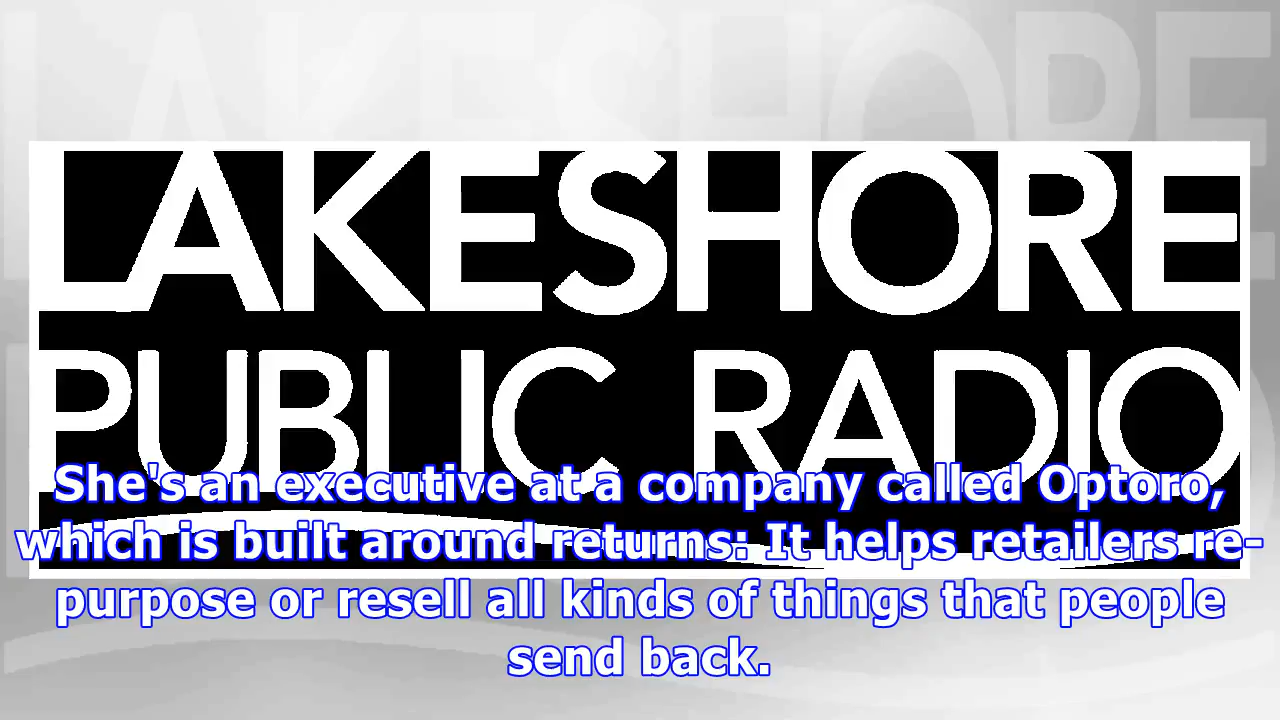 LAKESHORE
LAKESHORE
PUBLIC RADIO
She's an executive at a company called Optoro,
which is built around returns: It helps retailers re-
purpose or resell all kinds of things that people
send back.